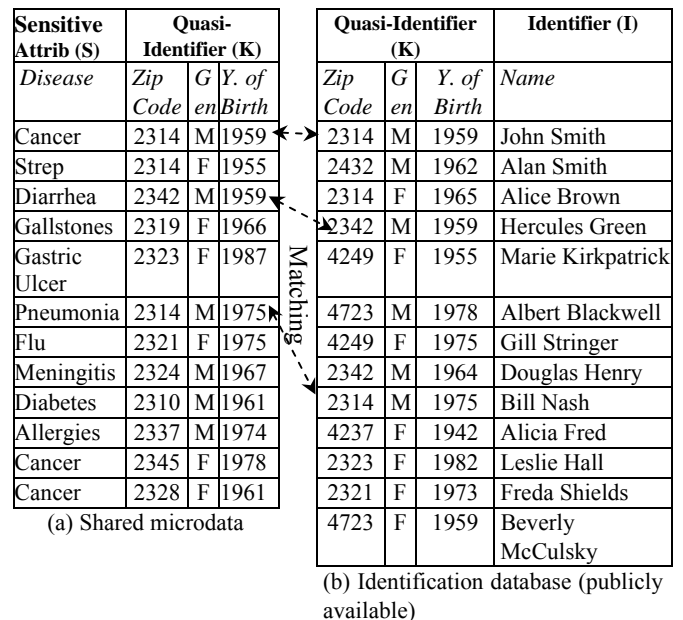 Sensitive Attrib (S) | Quasi-Identifier (K)
Disease | Zip Code | G en | Y. of Birth
Cancer | 2314 | M | 1959
Strep | 2314 | F | 1955
Diarrhea | 2342 | M | 1959
Gallstones | 2319 | F | 1966
Gastric Ulcer | 2323 | F | 1987
Pneumonia | 2314 | M | 1975
Flu | 2321 | F | 1975
Meningitis | 2324 | M | 1967
Diabetes | 2310 | M | 1961
Allergies | 2337 | M | 1974
Cancer | 2345 | F | 1978
Cancer | 2328 | F | 1961
(a) Shared microdata
Matching
Quasi-Identifier (K) | Identifier (I)
Zip Code | G en | Y. of Birth | Name
2314 | M | 1959 | John Smith
2432 | M | 1962 | Alan Smith
2314 | F | 1965 | Alice Brown
2342 | M | 1959 | Hercules Green
4249 | F | 1955 | Marie Kirkpatrick
4723 | M | 1978 | Albert Blackwell
4249 | F | 1975 | Gill Stringer
2342 | M | 1964 | Douglas Henry
2314 | M | 1975 | Bill Nash
4237 | F | 1942 | Alicia Fred
2323 | F | 1982 | Leslie Hall
2321 | F | 1973 | Freda Shields
4723 | F | 1959 | Beverly McCulsky
(b) Identification database (publicly
available)